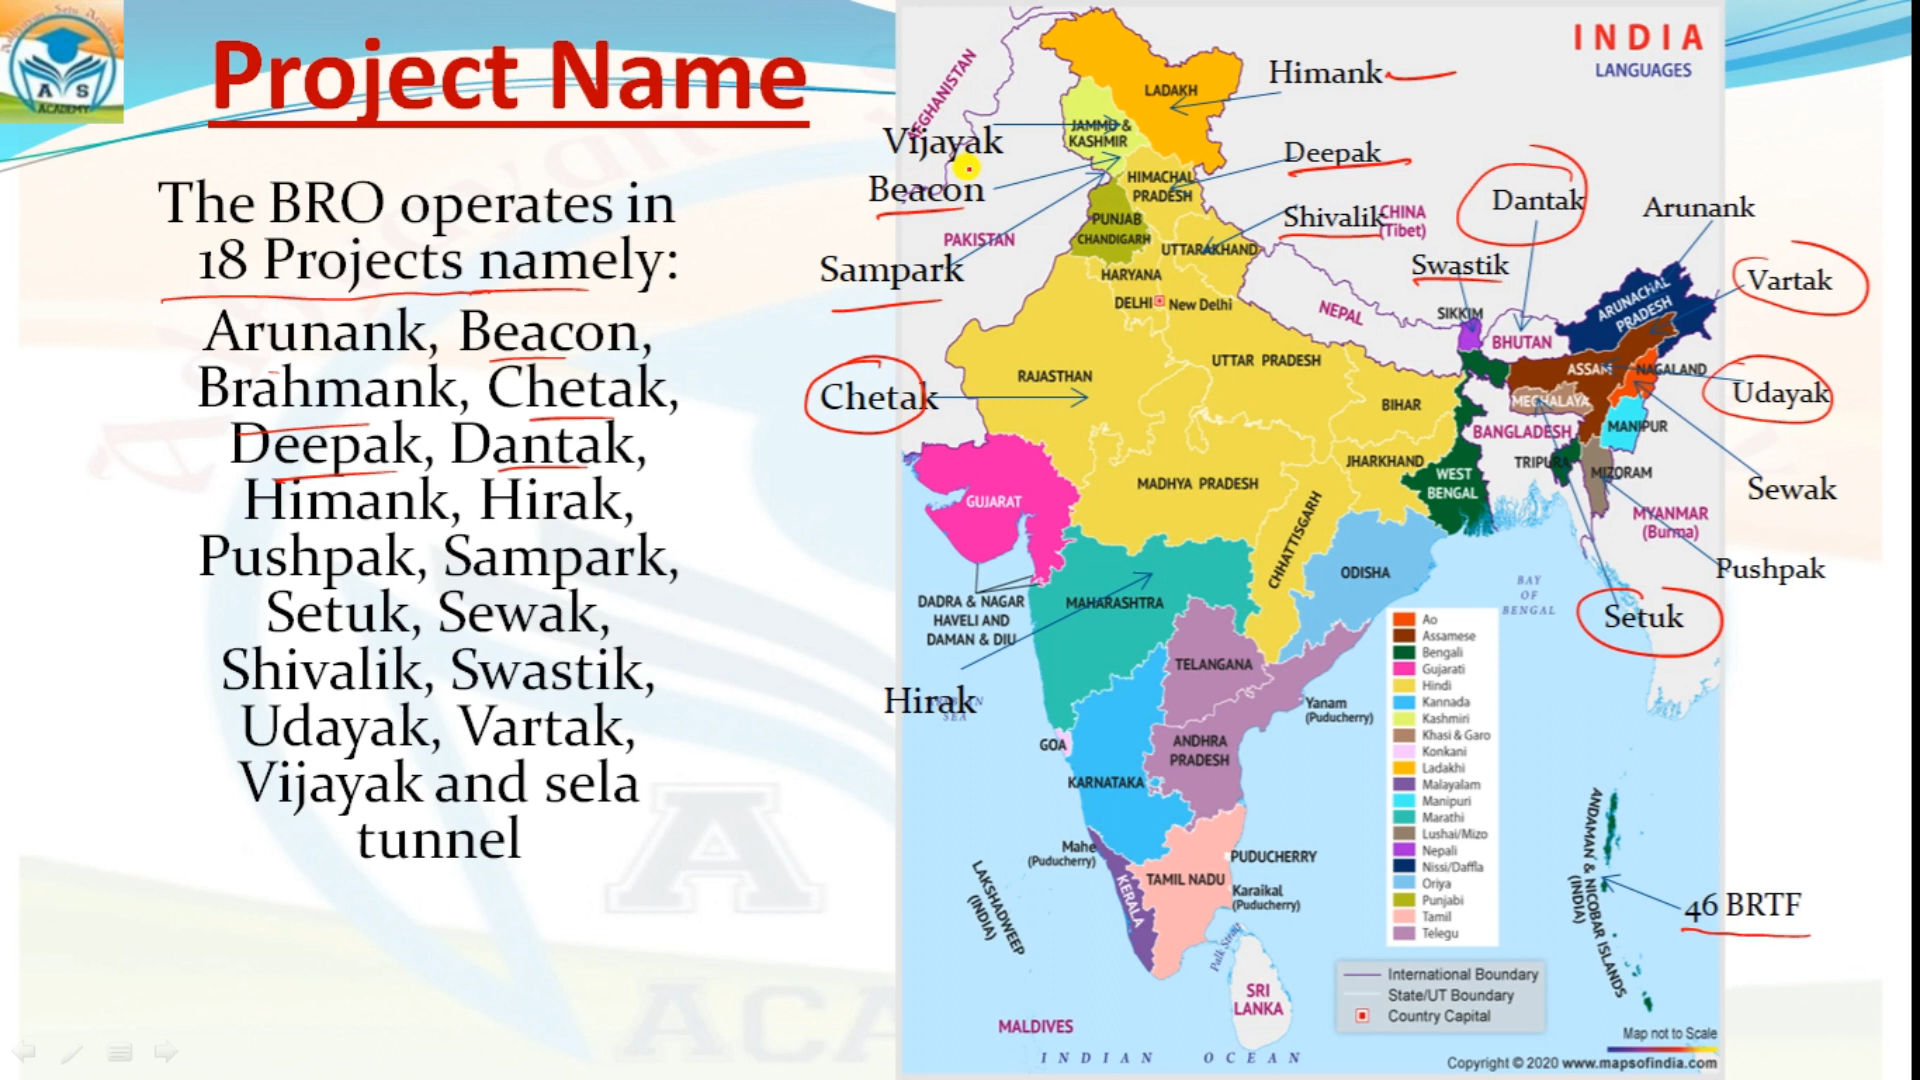 Project Name
The BRO operates in
18 Projects namely:
Arunank, Beacon,
Brahmank, Chetak,
Deepak, Dantak,
Himank, Hirak,
Pushpak, Sampark,
Setuk, Sewak,
Shivalik, Swastik,
Udayak, Vartak,
Vijayak and sela
tunnel
A S
ACADEMY
INDIA
LANGUAGES
AFGHANISTAN
LADAKH
Himank
JAMMU &
KASHMIR
Vijayak
Deepak
Beacon
HIMACHAL
PRADESH
Dantak
Arunank
PUNJAB
CHANDIGARH
Shivalik
CHINA
(Tibet)
PAKISTAN
UTTARAKHAND
Sampark
HARYANA
Swastik
Vartak
DELHI
New Delhi
NEPAL
SIKKIM
BHUTAN
ARUNACHAL
PRADESH
UTTAR PRADESH
RAJASTHAN
ASSAM
NAGALAND
Chetak
BIHAR
MEGHALAYA
Udayak
BANGLADESH
MANIPUR
JHARKHAND
TRIPURA
MIZORAM
WEST
BENGAL
MADHYA PRADESH
Sewak
GUJARAT
CHHATTISGARH
MYANMAR
(Burma)
ODISHA
Pushpak
BAY
OF
BENGAL
DADRA & NAGAR
HAVELI AND
DAMAN & DIU
MAHARASHTRA
Setuk
TELANGANA
Hirak
SEA
Yanam
(Puducherry)
GOA
ANDHRA
PRADESH
KARNATAKA
Mahe
(Puducherry)
PUDUCHERRY
KERALA
TAMIL NADU
Karaikal
(Puducherry)
LAKSHADWEEP
(INDIA)
Palk Strait
SRI
LANKA
MALDIVES
INDIAN OCEAN
ANDAMAN & NICOBAR ISLANDS
(INDIA)
46 BRTF
Ao
Assamese
Bengali
Gujarati
Hindi
Kannada
Kashmiri
Khasi & Garo
Konkani
Ladakhi
Malayalam
Manipuri
Marathi
Lushai/Mizo
Nepali
Nissi/Daffla
Oriya
Punjabi
Tamil
Telegu
International Boundary
State/UT Boundary
Country Capital
Map not to Scale
Copyright © 2020 www.mapsofindia.com